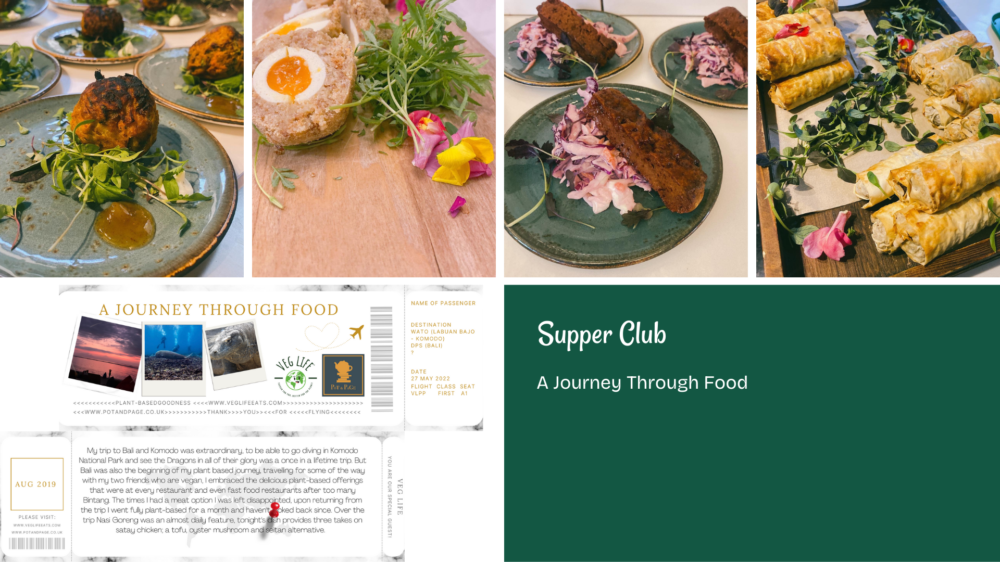 A JOURNEY THROUGH FOOD
VEG LIFE
POT & PAGE
<<<<<<<<<<<PLANT-BASEDGOODNESS <<<<WWW.VEGLIFEEATS.COM>>>>>>>>>>>>>>>>>>>>>
<<<WWW.POTANDPAGE.CO.UK>>>>>>>>>>>THANK>>>>YOU>><<<FOR <<<<<FLYING<<<<<<<<
NAME OF PASSENGER
DESTINATION
WATO (LABUAN BAJO
- KOMODO)
DPS (BALI)
?
DATE
27 MAY 2022
FLIGHT CLASS SEAT
VLPP FIRST A1
Supper Club
A Journey Through Food
AUG 2019
PLEASE VISIT:
WWW.VEGLIFEEATS.COM
WWW.POTANDPAGE.CO.UK
My trip to Bali and Komodo was extraordinary, to be able to go diving in Komodo
National Park and see the Dragons in all of their glory was a once in a lifetime trip. But
Bali was also the beginning of my plant based journey, travelling for some of the way
with my two friends who are vegan, I embraced the delicious plant-based offerings
that were at every restaurant and even fast food restaurants after too many
Bintang. The times I had a meat option I was left disappointed, upon returning from
the trip I went fully plant-based for a month and haven't looked back since. Over the
trip Nasi Goreng was an almost daily feature, tonight's dish provides three takes on
satay chicken; a tofu, oyster mushroom and seitan alternative.
YOU ARE OUR SPECIAL GUEST!
VEG LIFE